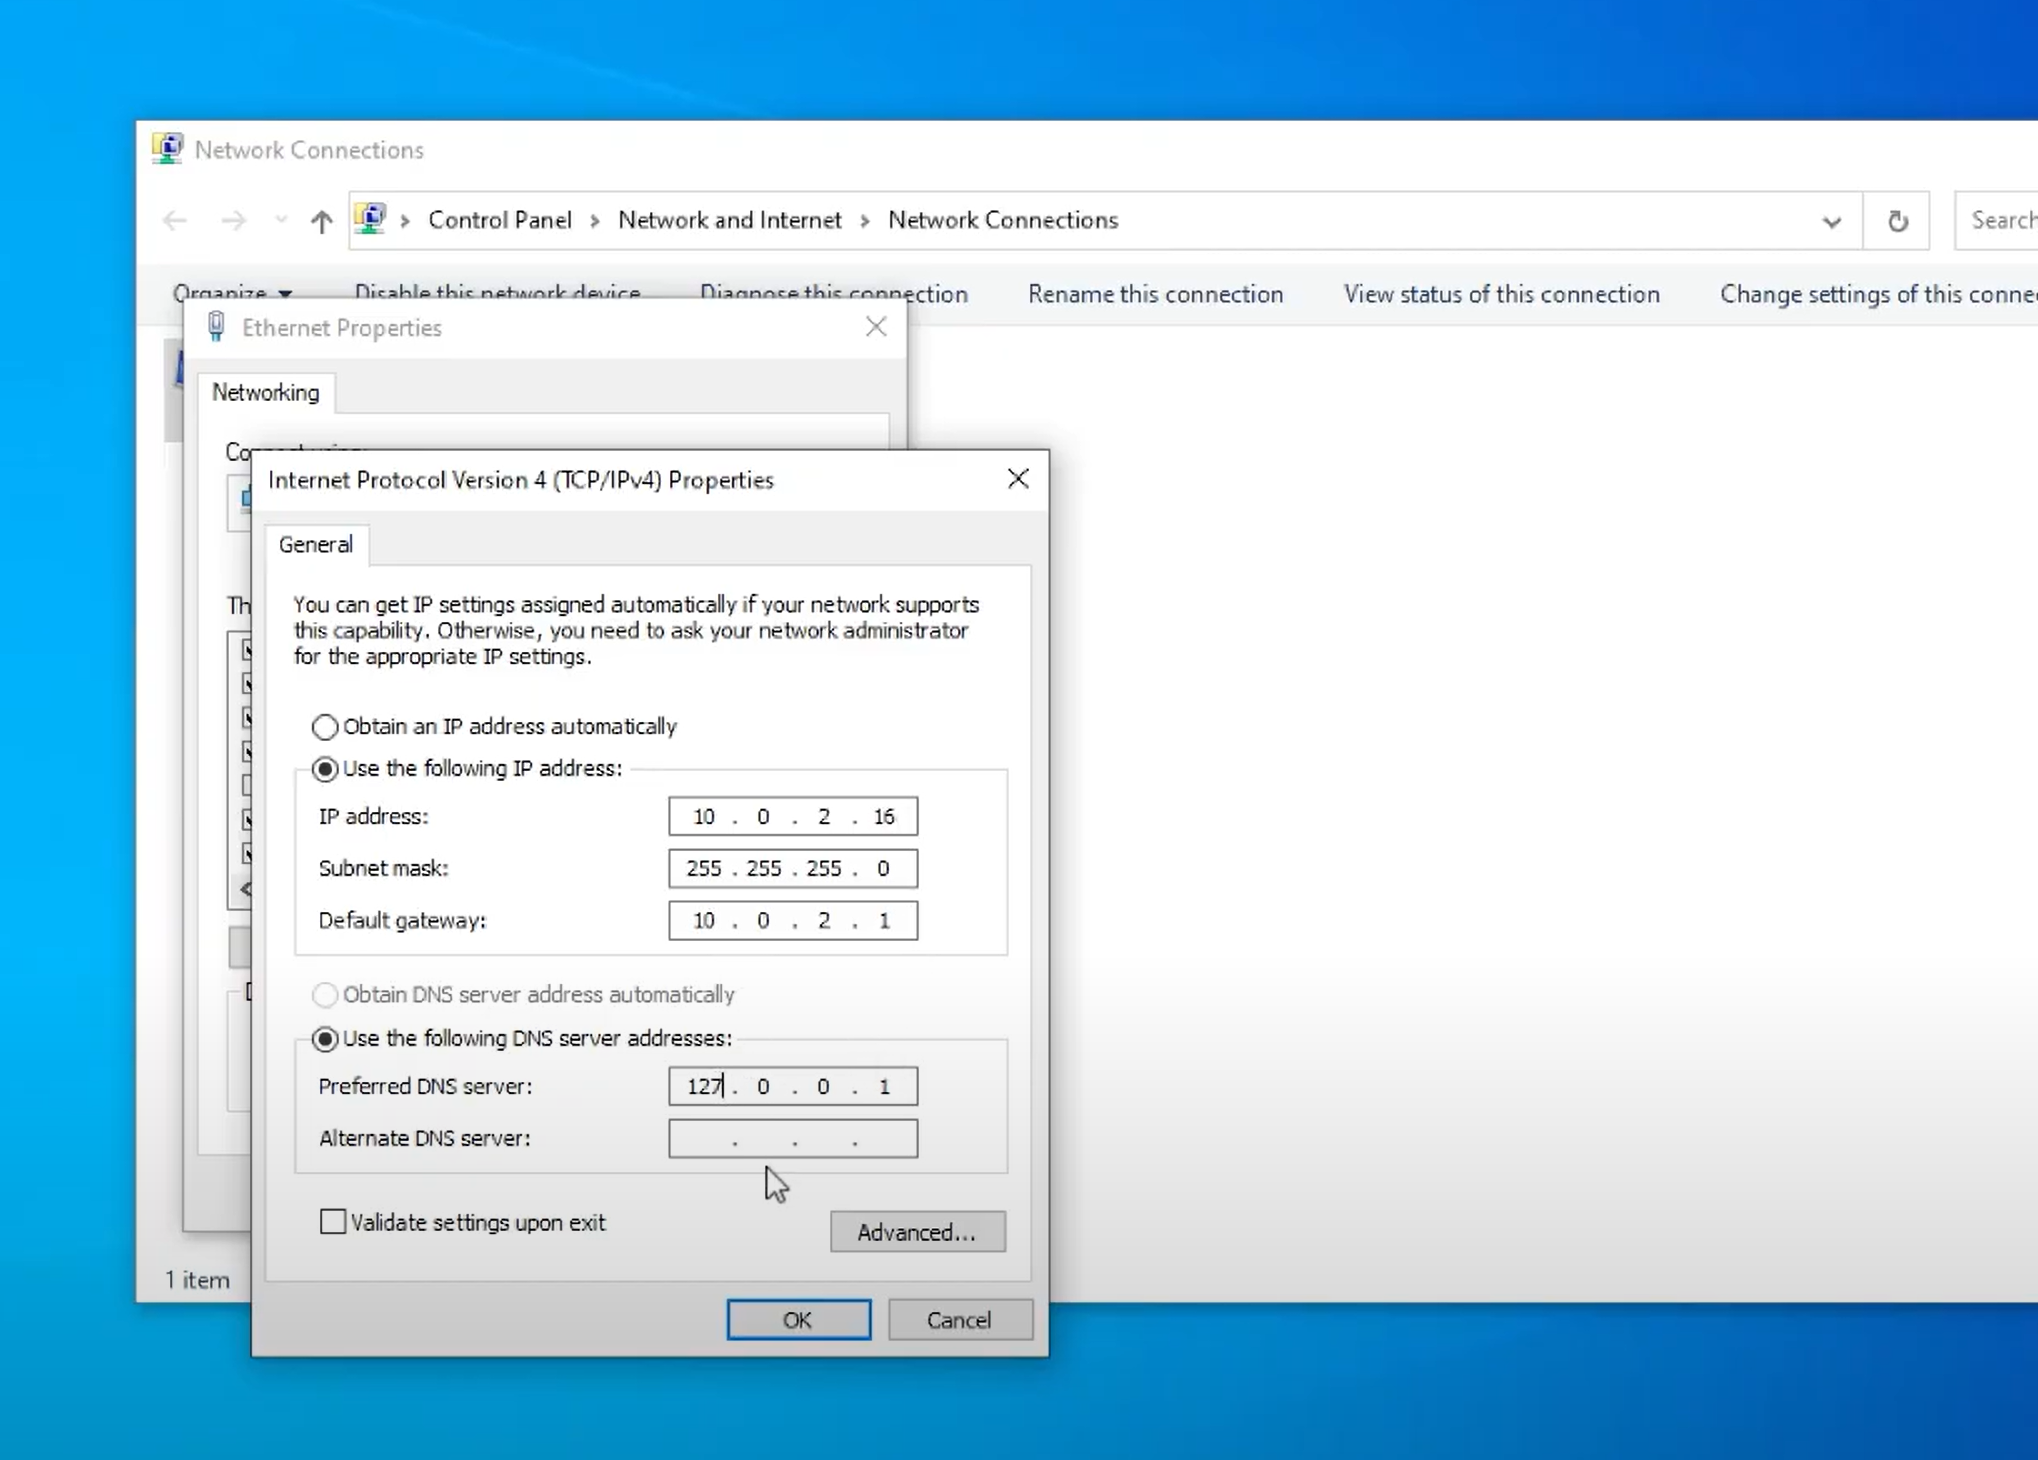 Network Connections
Control Panel > Network and Internet > Network Connections
Search
Organize Disable this network device Diagnose this connection Rename this connection View status of this connection Change settings of this conne
Ethernet Properties
Networking
Co
Internet Protocol Version 4 (TCP/IPv4) Properties
General
Th
You can get IP settings assigned automatically if your network supports
this capability. Otherwise, you need to ask your network administrator
for the appropriate IP settings.
Obtain an IP address automatically
Use the following IP address:
IP address: 10 . 0 . 2 . 16
Subnet mask: 255 . 255 . 255 . 0
Default gateway: 10 . 0 . 2 . 1
Obtain DNS server address automatically
Use the following DNS server addresses:
Preferred DNS server: 127 . 0 . 0 . 1
Alternate DNS server: . . .
Validate settings upon exit
Advanced...
1 item
OK Cancel